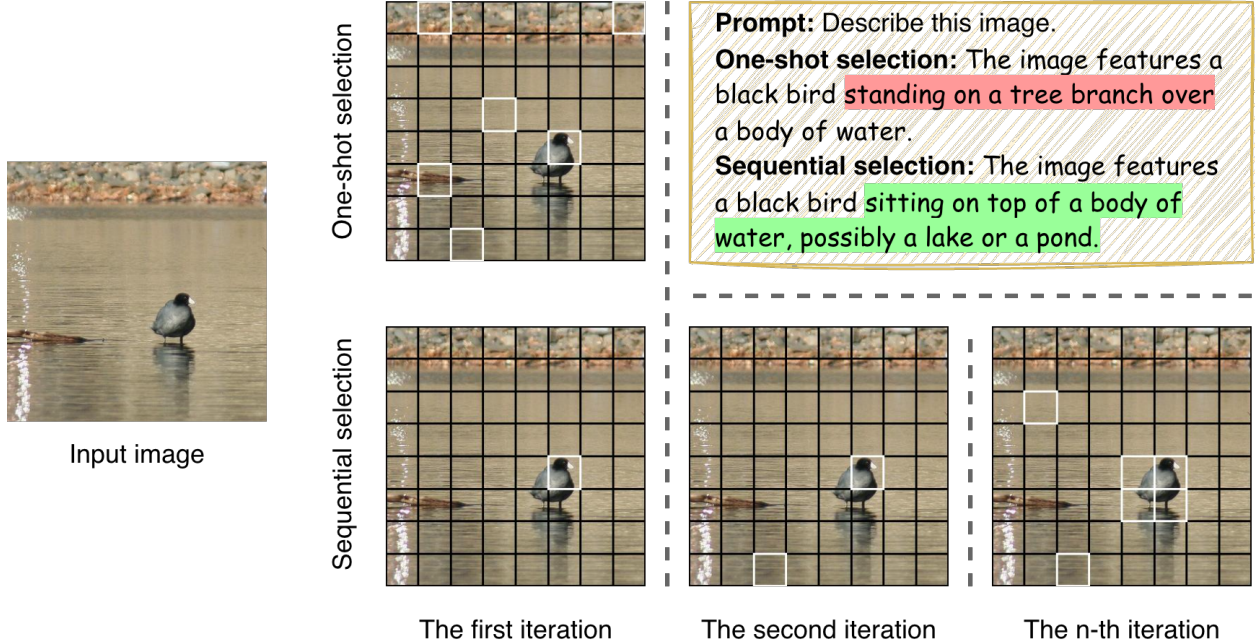 One-shot selection
Prompt: Describe this image.
One-shot selection: The image features a
black bird standing on a tree branch over
a body of water.
Sequential selection: The image features
a black bird sitting on top of a body of
water, possibly a lake or a pond.
Input image
Sequential selection
The first iteration
The second iteration
The n-th iteration